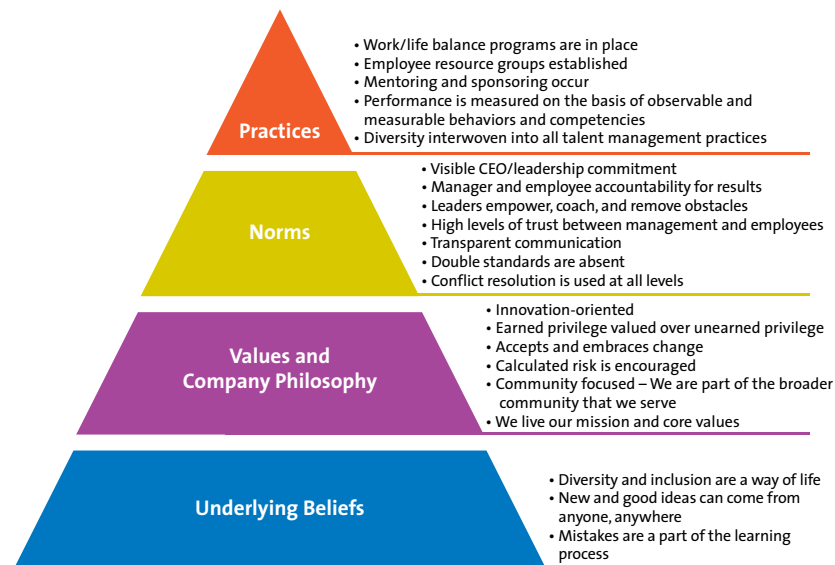 • Work/life balance programs are in place
• Employee resource groups established
• Mentoring and sponsoring occur
• Performance is measured on the basis of observable and
measurable behaviors and competencies
• Diversity interwoven into all talent management practices
Practices
• Visible CEO/leadership commitment
• Manager and employee accountability for results
• Leaders empower, coach, and remove obstacles
• High levels of trust between management and employees
• Transparent communication
• Double standards are absent
• Conflict resolution is used at all levels
Norms
• Innovation-oriented
• Earned privilege valued over unearned privilege
• Accepts and embraces change
• Calculated risk is encouraged
• Community focused – We are part of the broader
community that we serve
• We live our mission and core values
Values and
Company Philosophy
• Diversity and inclusion are a way of life
• New and good ideas can come from
anyone, anywhere
• Mistakes are a part of the learning
process
Underlying Beliefs